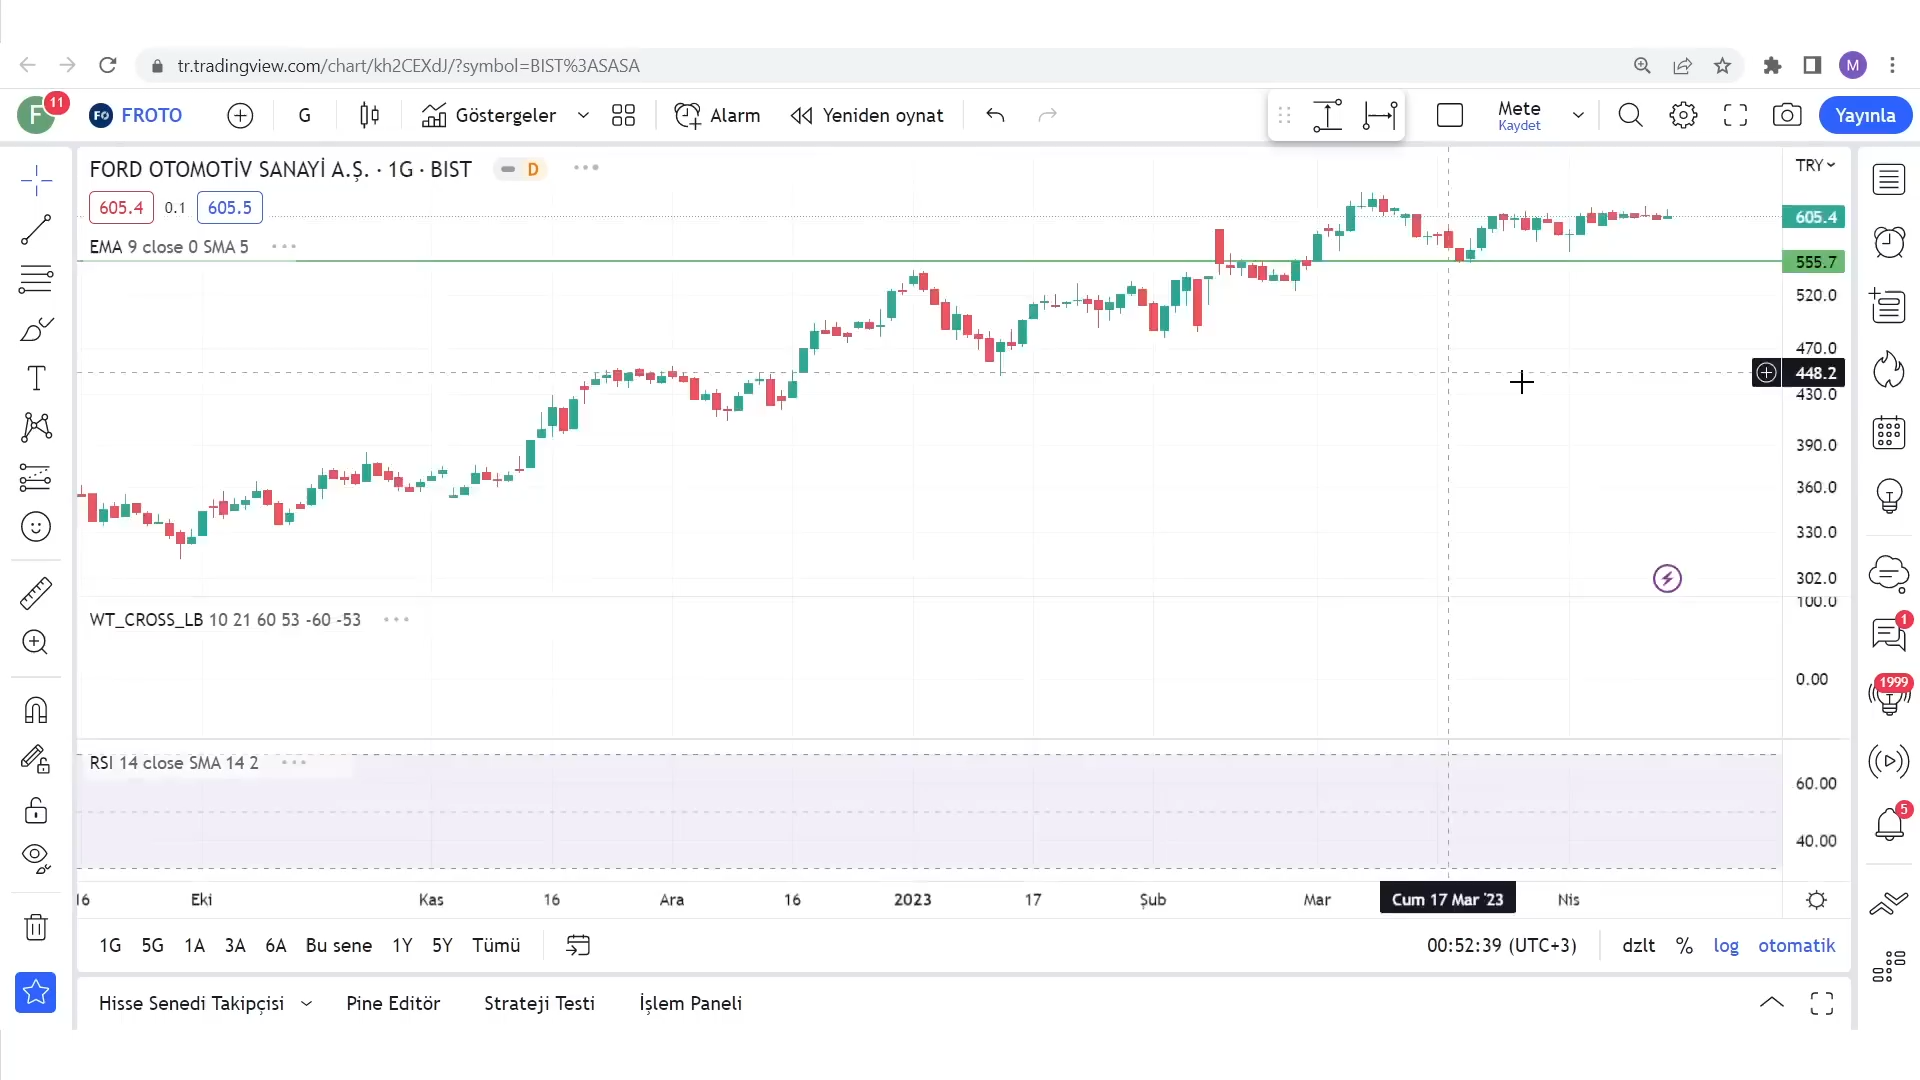 tr.tradingview.com/chart/kh2CEXdJ/?symbol=BIST%3ASASA
M
F
11
FO FROTO
G
Göstergeler
Alarm
Yeniden oynat
Mete
Kaydet
Yayınla
FORD OTOMOTİV SANAYİ A.Ş. · 1G · BIST
D
TRY
605.4
0.1
605.5
605.4
EMA 9 close 0 SMA 5
555.7
520.0
470.0
448.2
430.0
390.0
360.0
330.0
302.0
100.0
WT_CROSS_LB 10 21 60 53 -60 -53
1
0.00
1999
RSI 14 close SMA 14 2
60.00
5
40.00
16
Eki
Kas
16
Ara
16
2023
17
Şub
Mar
Cum 17 Mar '23
Nis
1G 5G 1A 3A 6A Bu sene 1Y 5Y Tümü
00:52:39 (UTC+3)
dzlt % log otomatik
Hisse Senedi Takipçisi
Pine Editör
Strateji Testi
İşlem Paneli